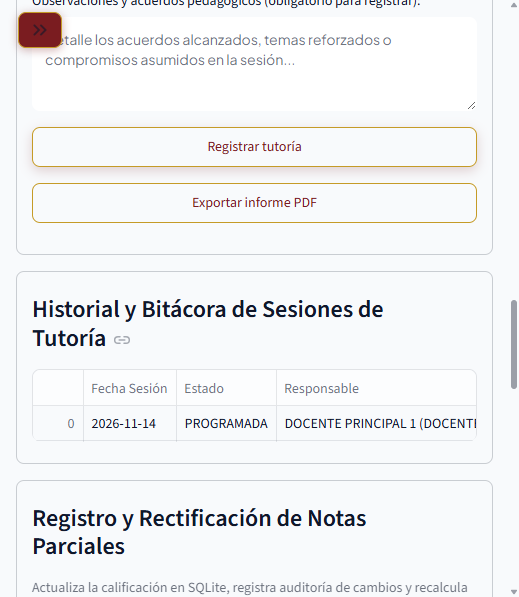 Observaciones y acuerdos pedagógicos (obligatorio para registrar):
etalle los acuerdos alcanzados, temas reforzados o
compromisos asumidos en la sesión...
Registrar tutoría
Exportar informe PDF
Historial y Bitácora de Sesiones de
Tutoría
Fecha Sesión Estado Responsable
0 2026-11-14 PROGRAMADA DOCENTE PRINCIPAL 1 (DOCENTE
Registro y Rectificación de Notas
Parciales
Actualiza la calificación en SQLite, registra auditoría de cambios y recalcula